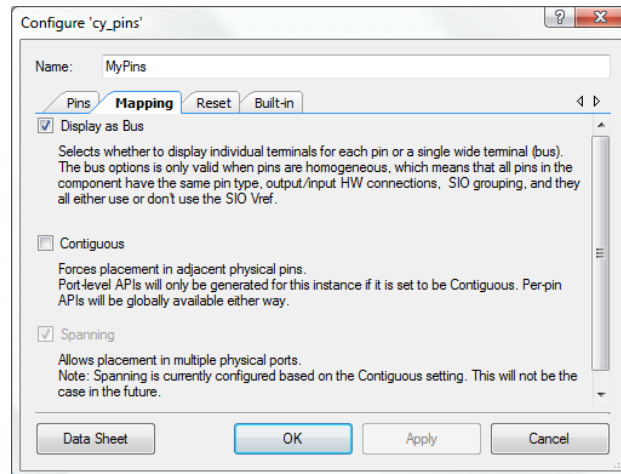 Configure 'cy_pins'
Name: MyPins
Pins Mapping Reset Built-in
Display as Bus
Selects whether to display individual terminals for each pin or a single wide terminal (bus).
The bus options is only valid when pins are homogeneous, which means that all pins in the
component have the same pin type, output/input HW connections, SIO grouping, and they
all either use or don't use the SIO Vref.
Contiguous
Forces placement in adjacent physical pins.
Port-level APIs will only be generated for this instance if it is set to be Contiguous. Per-pin
APIs will be globally available either way.
Spanning
Allows placement in multiple physical ports.
Note: Spanning is currently configured based on the Contiguous setting. This will not be the
case in the future.
Data Sheet OK Apply Cancel